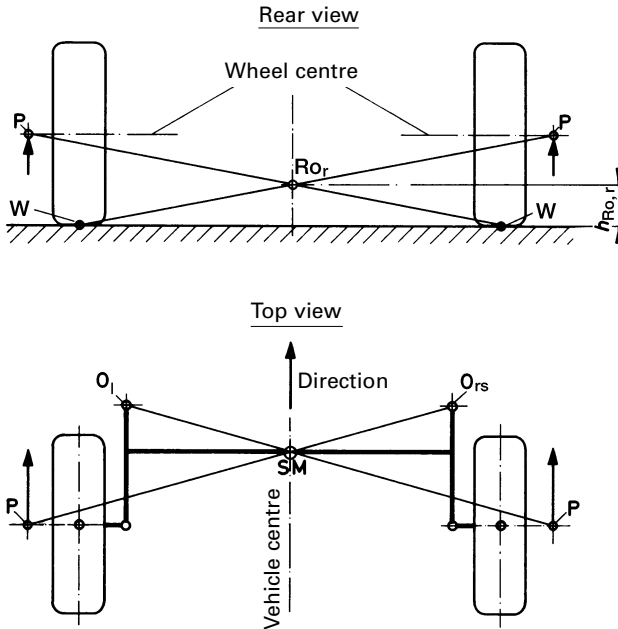 Rear view
Wheel centre
P
P
Ro_r
W
W
h_Ro,r
Top view
O_l
O_rs
Direction
SM
P
P
Vehicle centre